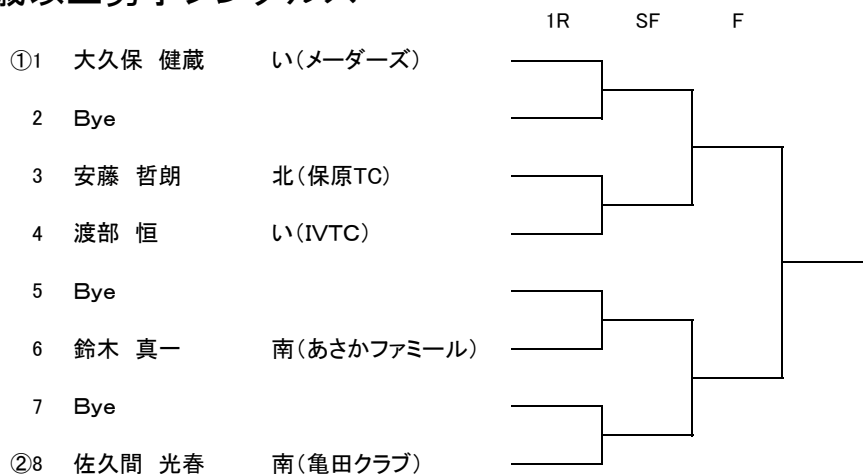 1R SF F
①1 大久保 健蔵 い(メーダーズ)
2 Bye
3 安藤 哲朗 北(保原TC)
4 渡部 恒 い(IVTC)
5 Bye
6 鈴木 真一 南(あさかファミール)
7 Bye
②8 佐久間 光春 南(亀田クラブ)